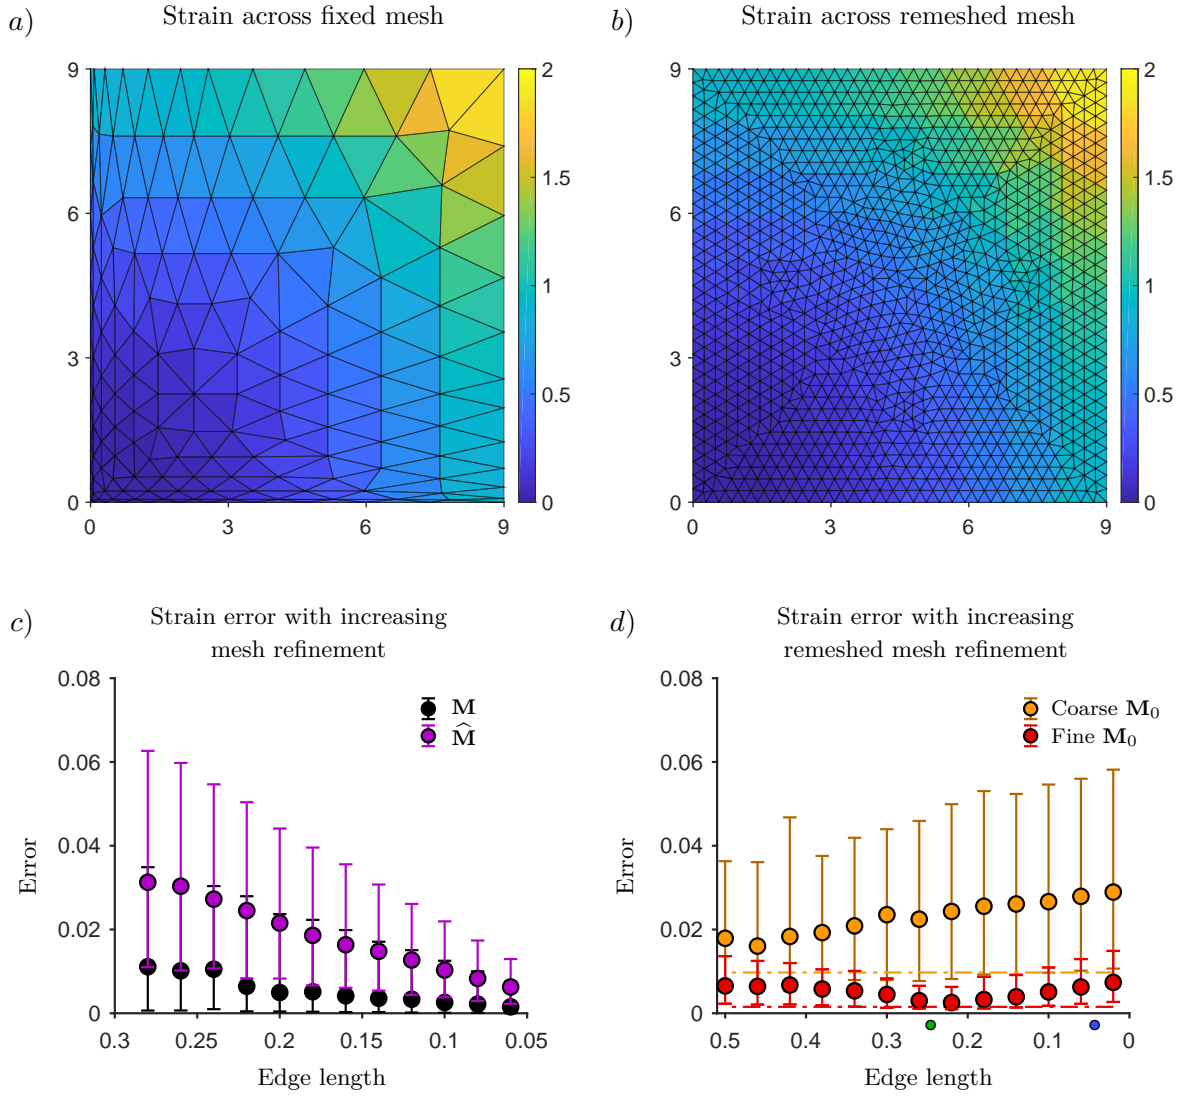 a)
Strain across fixed mesh
b)
Strain across remeshed mesh
9
6
3
0
0
3
6
9
2
1.5
1
0.5
0
9
6
3
0
0
3
6
9
2
1.5
1
0.5
0
c)
Strain error with increasing
mesh refinement
0.08
0.06
0.04
0.02
0
0.3
0.25
0.2
0.15
0.1
0.05
Error
Edge length
M
M̂
d)
Strain error with increasing
remeshed mesh refinement
0.08
0.06
0.04
0.02
0
0.5
0.4
0.3
0.2
0.1
0
Error
Edge length
Coarse M₀
Fine M₀